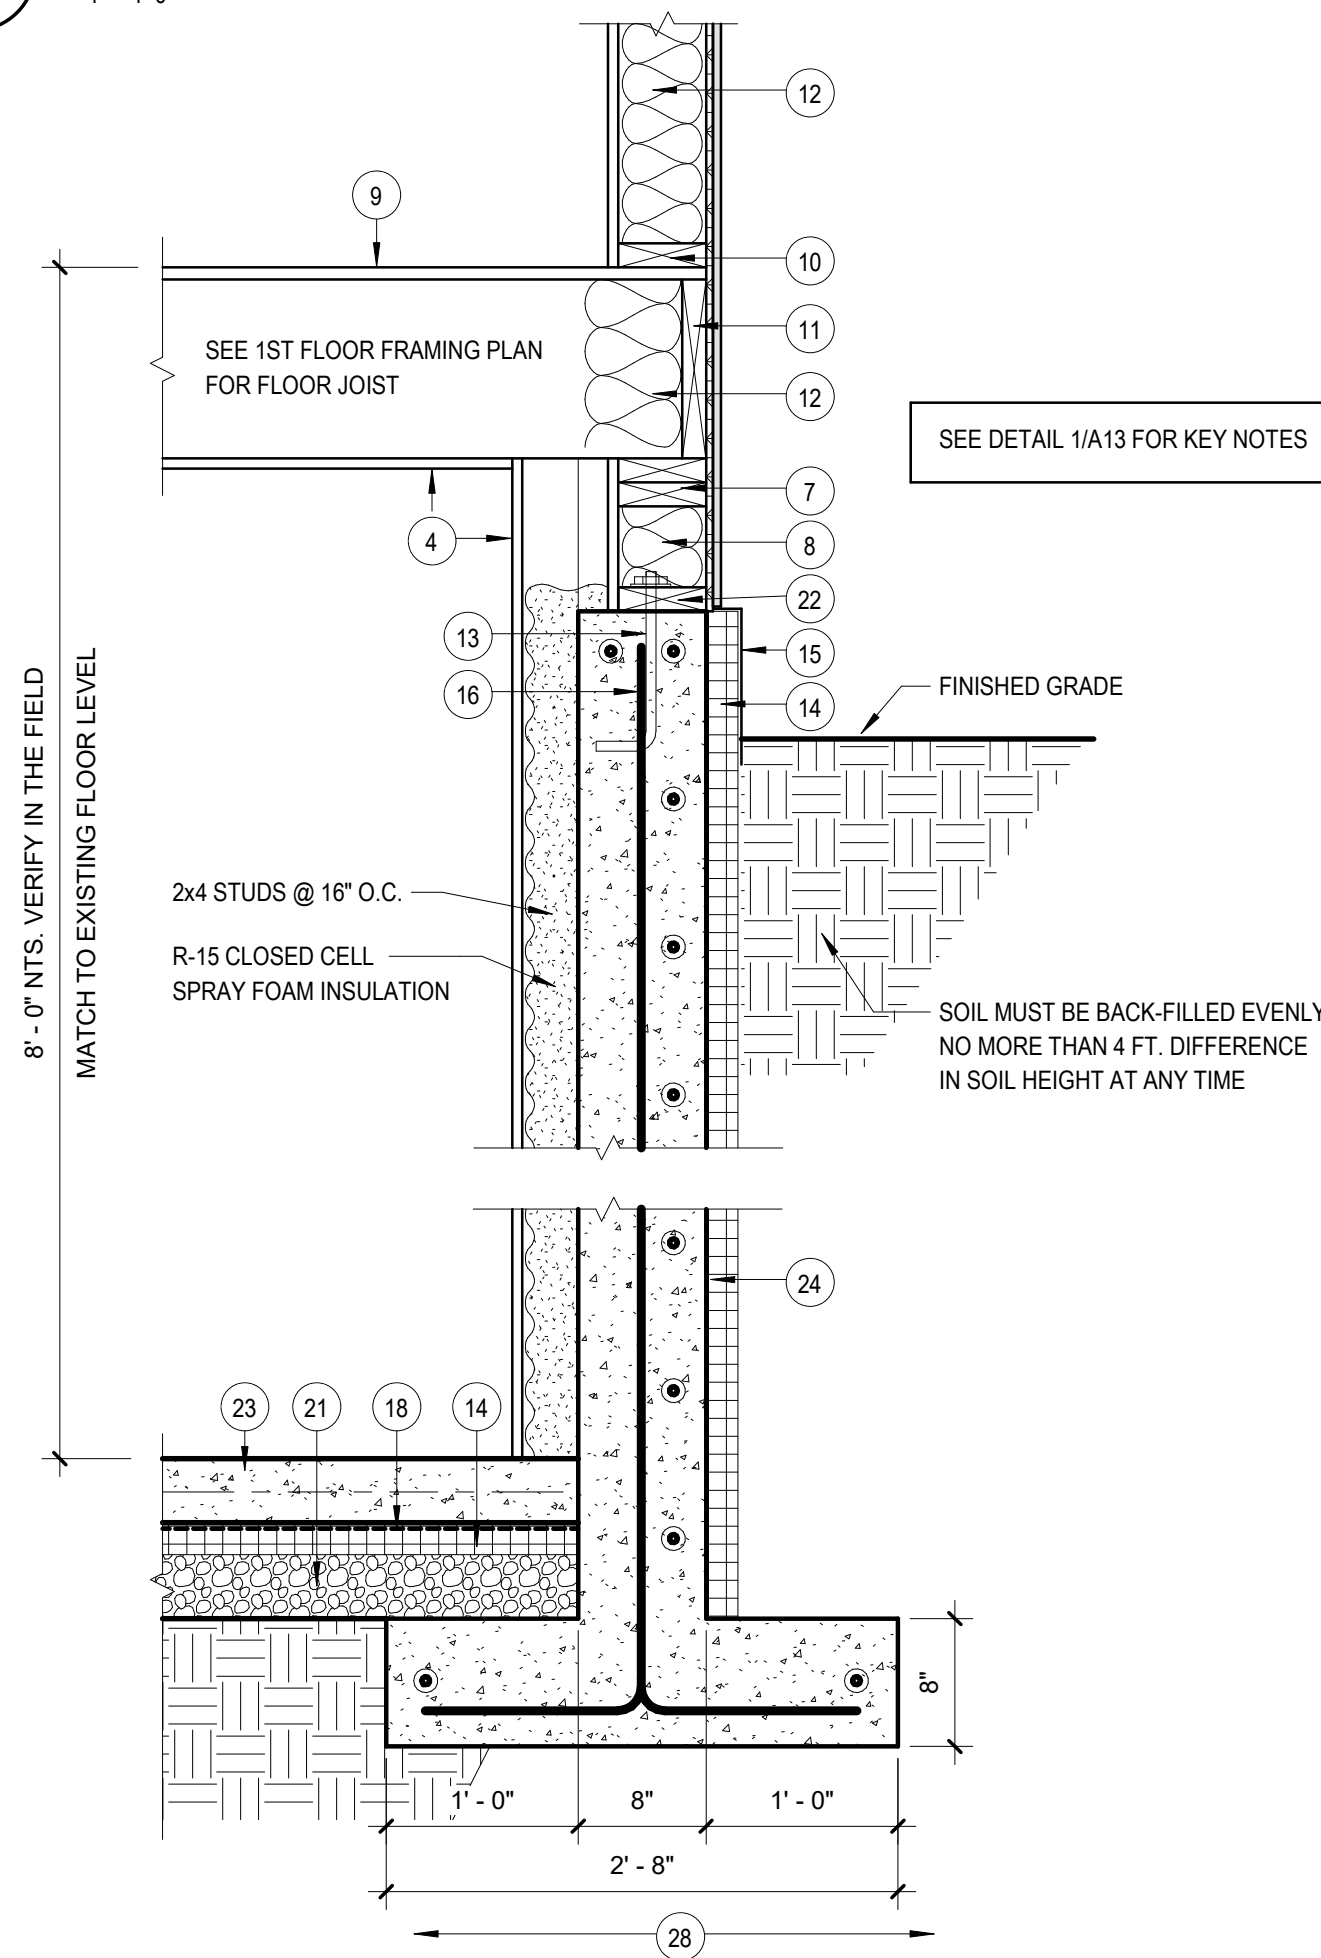 12
9
10
11
SEE 1ST FLOOR FRAMING PLAN
FOR FLOOR JOIST
12
SEE DETAIL 1/A13 FOR KEY NOTES
7
4
8
22
13
15
16
14
FINISHED GRADE
8' - 0" NTS. VERIFY IN THE FIELD
MATCH TO EXISTING FLOOR LEVEL
2x4 STUDS @ 16" O.C.
R-15 CLOSED CELL
SPRAY FOAM INSULATION
SOIL MUST BE BACK-FILLED EVENLY
NO MORE THAN 4 FT. DIFFERENCE
IN SOIL HEIGHT AT ANY TIME
24
23
21
18
14
8"
1' - 0"
8"
1' - 0"
2' - 8"
28